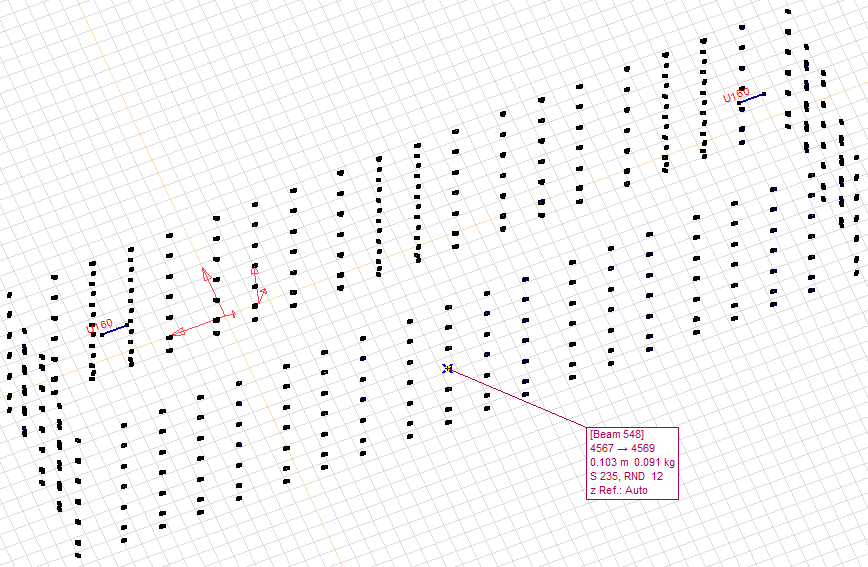 U160
U160
[Beam 548]
4567 → 4569
0.103 m 0.091 kg
S 235, RND 12
z Ref.: Auto